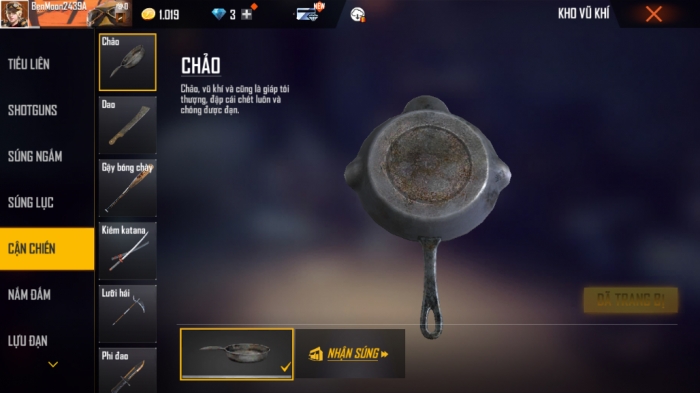 BenMoon2439A
1.019
3
NEW
KHO VŨ KHÍ
TIỂU LIÊN
SHOTGUNS
SÚNG NGẮM
SÚNG LỤC
CẬN CHIẾN
NẮM ĐẤM
LỰU ĐẠN
Chảo
Dao
Gậy bóng chày
Kiếm katana
Lưỡi hái
Phi dao
CHẢO
Chảo, vũ khí và cũng là giáp tối
thượng, đập cái chết luôn và
chống được đạn.
ĐÃ TRANG BỊ
NHẬN SÚNG